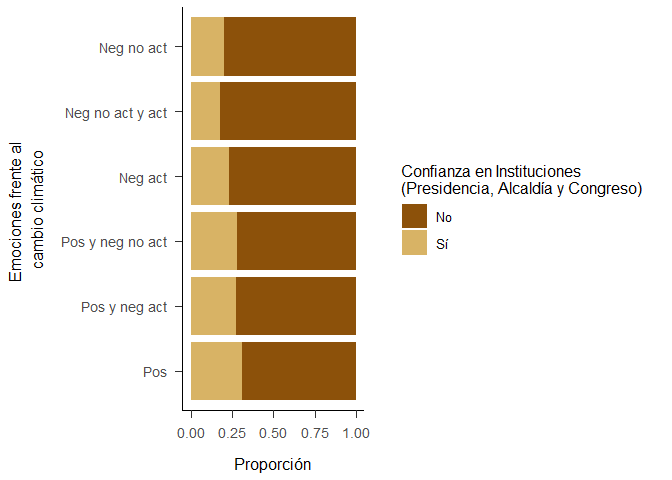 Emociones frente al
cambio climático
Neg no act
Neg no act y act
Neg act
Pos y neg no act
Pos y neg act
Pos
0.00 0.25 0.50 0.75 1.00
Proporción
Confianza en Instituciones
(Presidencia, Alcaldía y Congreso)
No
Sí